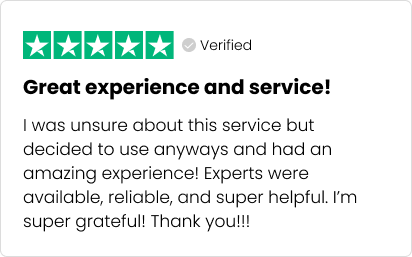 Verified
Great experience and service!
I was unsure about this service but
decided to use anyways and had an
amazing experience! Experts were
available, reliable, and super helpful. I’m
super grateful! Thank you!!!